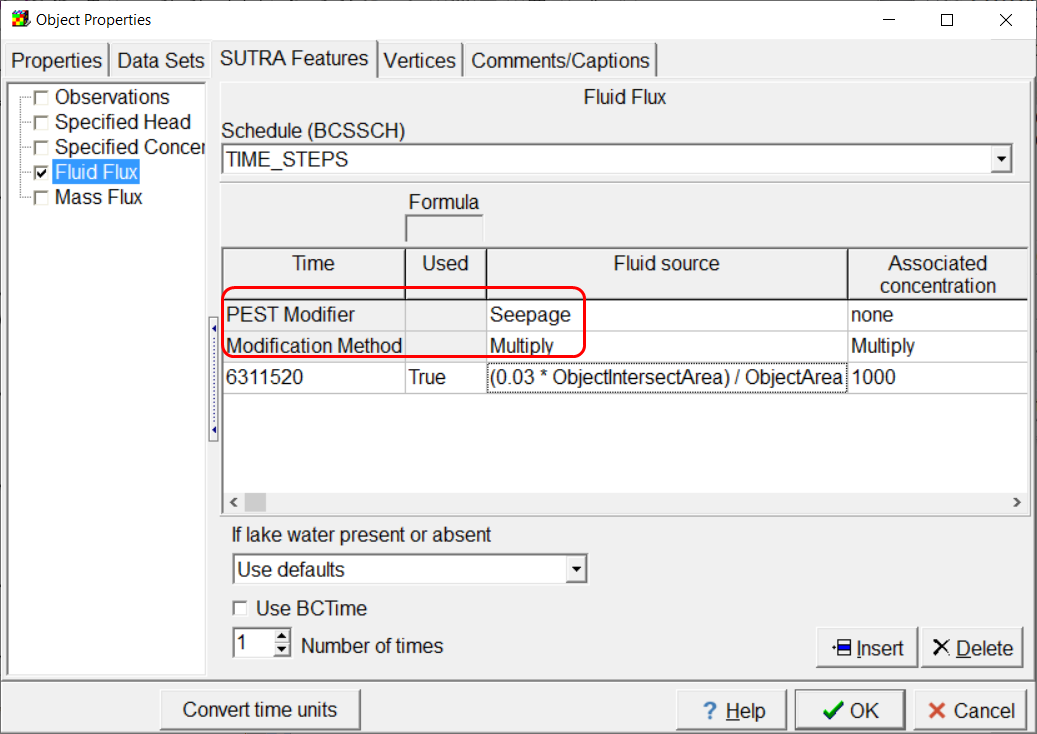 Object Properties
Properties
Data Sets
SUTRA Features
Vertices
Comments/Captions
Observations
Specified Head
Specified Concer
Fluid Flux
Mass Flux
Fluid Flux
Schedule (BCSSCH)
TIME_STEPS
Formula
Time
Used
Fluid source
Associated
concentration
PEST Modifier
Seepage
none
Modification Method
Multiply
Multiply
6311520
True
(0.03 * ObjectIntersectArea) / ObjectArea
1000
If lake water present or absent
Use defaults
Use BCTime
1
Number of times
Insert
Delete
Convert time units
? Help
OK
Cancel